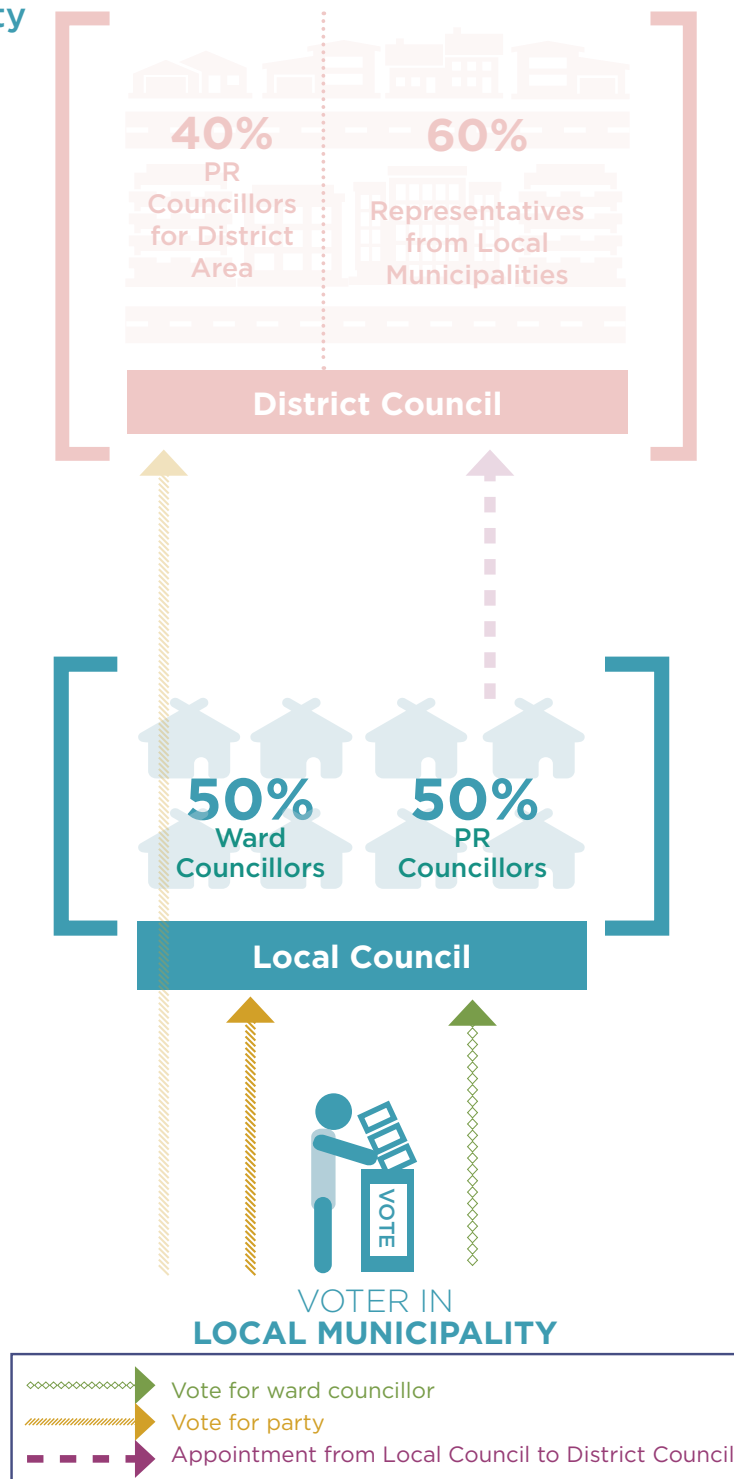 ty
40%
PR
Councillors
for District
Area
60%
Representatives
from Local
Municipalities
District Council
50%
Ward
Councillors
50%
PR
Councillors
Local Council
VOTE
VOTER IN
LOCAL MUNICIPALITY
Vote for ward councillor
Vote for party
Appointment from Local Council to District Council